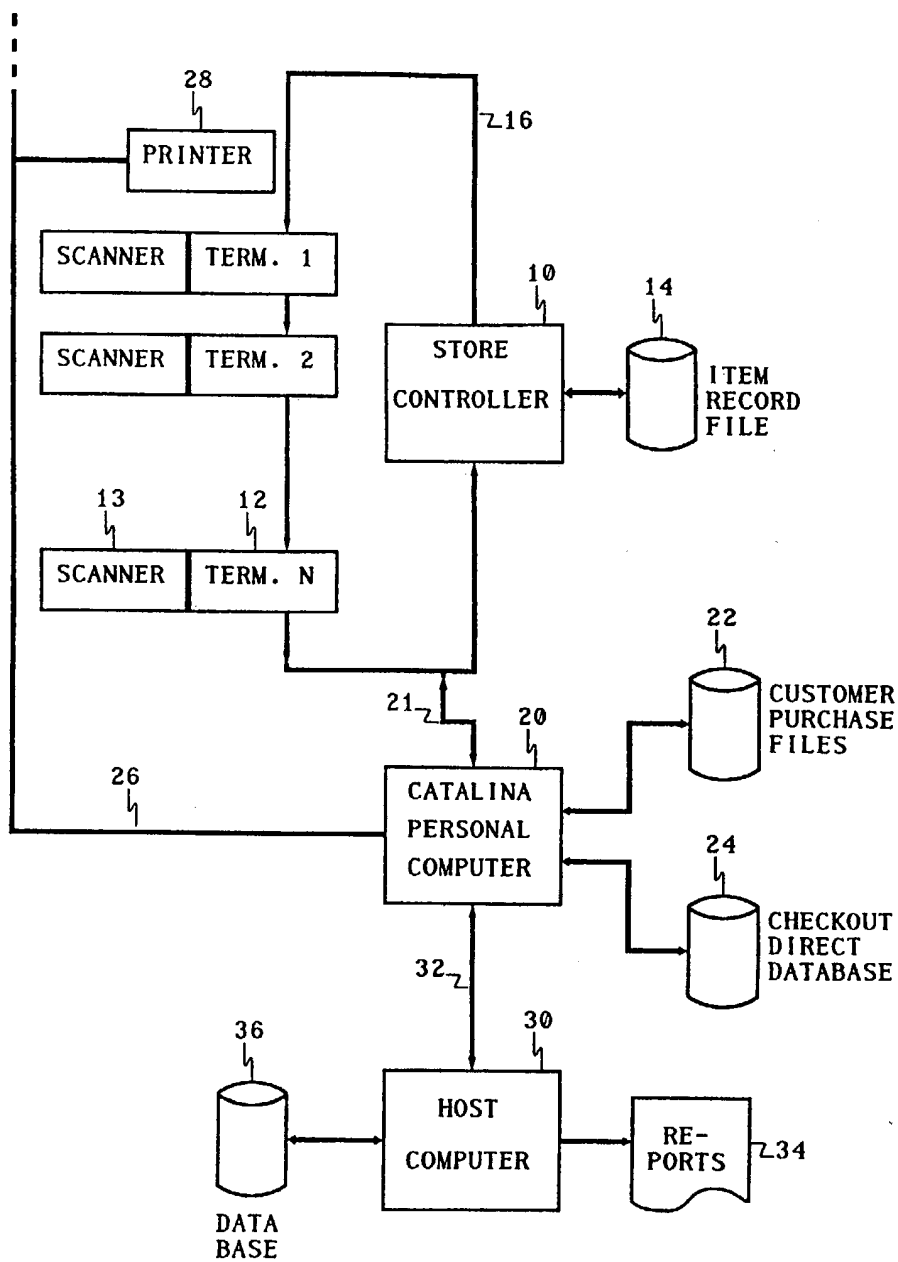 28
PRINTER
16
SCANNER TERM. 1
SCANNER TERM. 2
10
STORE
CONTROLLER
14
ITEM
RECORD
FILE
13
12
SCANNER TERM. N
21
22
CUSTOMER
PURCHASE
FILES
20
CATALINA
PERSONAL
COMPUTER
26
24
CHECKOUT
DIRECT
DATABASE
32
36
DATA
BASE
30
HOST
COMPUTER
RE-
PORTS
34